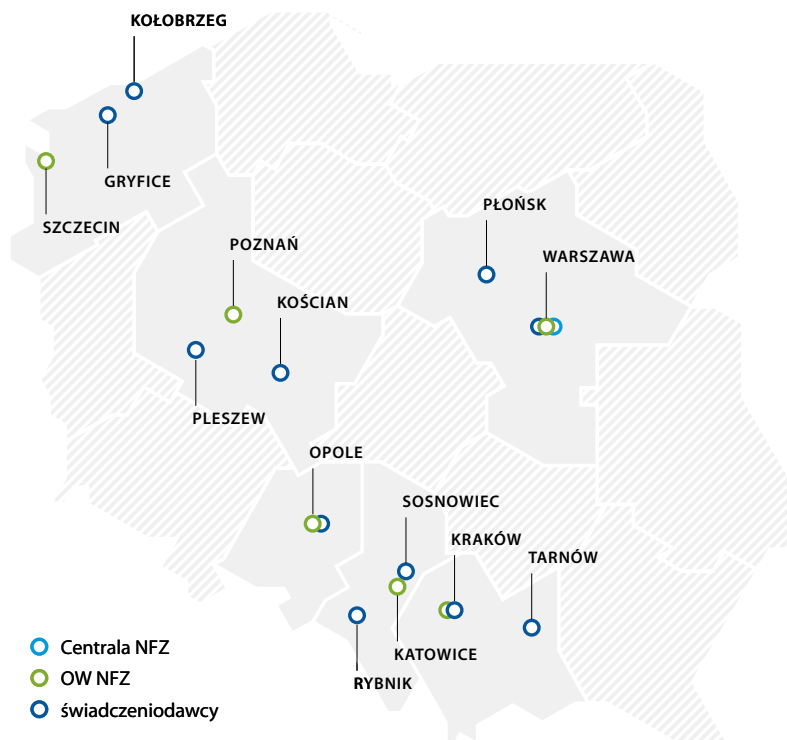 KOŁOBRZEG
GRYFICE
SZCZECIN
PŁOŃSK
POZNAŃ
WARSZAWA
KOŚCIAN
PLESZEW
OPOLE
SOSNOWIEC
KRAKÓW
TARNÓW
KATOWICE
RYBNIK
Centrala NFZ
OW NFZ
świadczeniodawcy